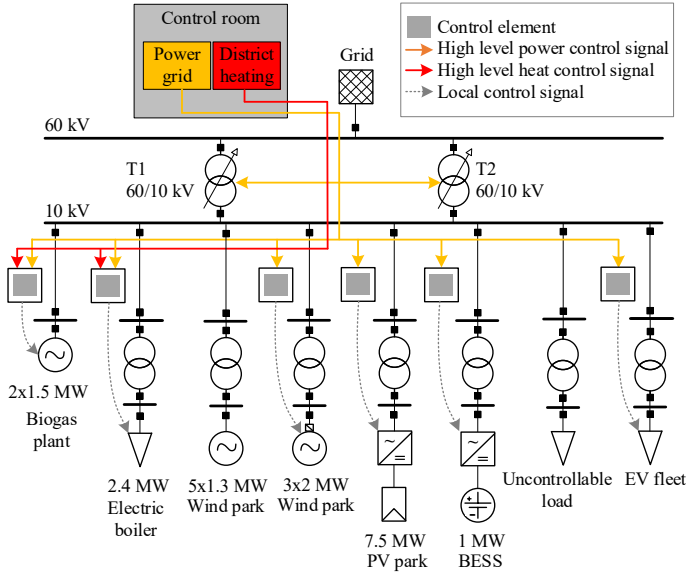 Control room
Power
grid
District
heating
Grid
Control element
High level power control signal
High level heat control signal
Local control signal
60 kV
T1
60/10 kV
T2
60/10 kV
10 kV
2x1.5 MW
Biogas
plant
2.4 MW
Electric
boiler
5x1.3 MW
Wind park
3x2 MW
Wind park
7.5 MW
PV park
1 MW
BESS
Uncontrollable
load
EV fleet